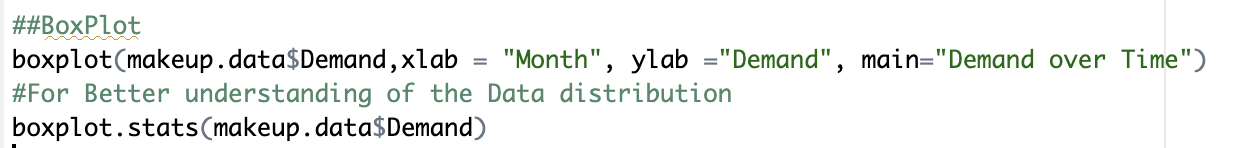 ##BoxPlot
boxplot(makeup.data$Demand,xlab = "Month", ylab ="Demand", main="Demand over Time")
#For Better understanding of the Data distribution
boxplot.stats(makeup.data$Demand)